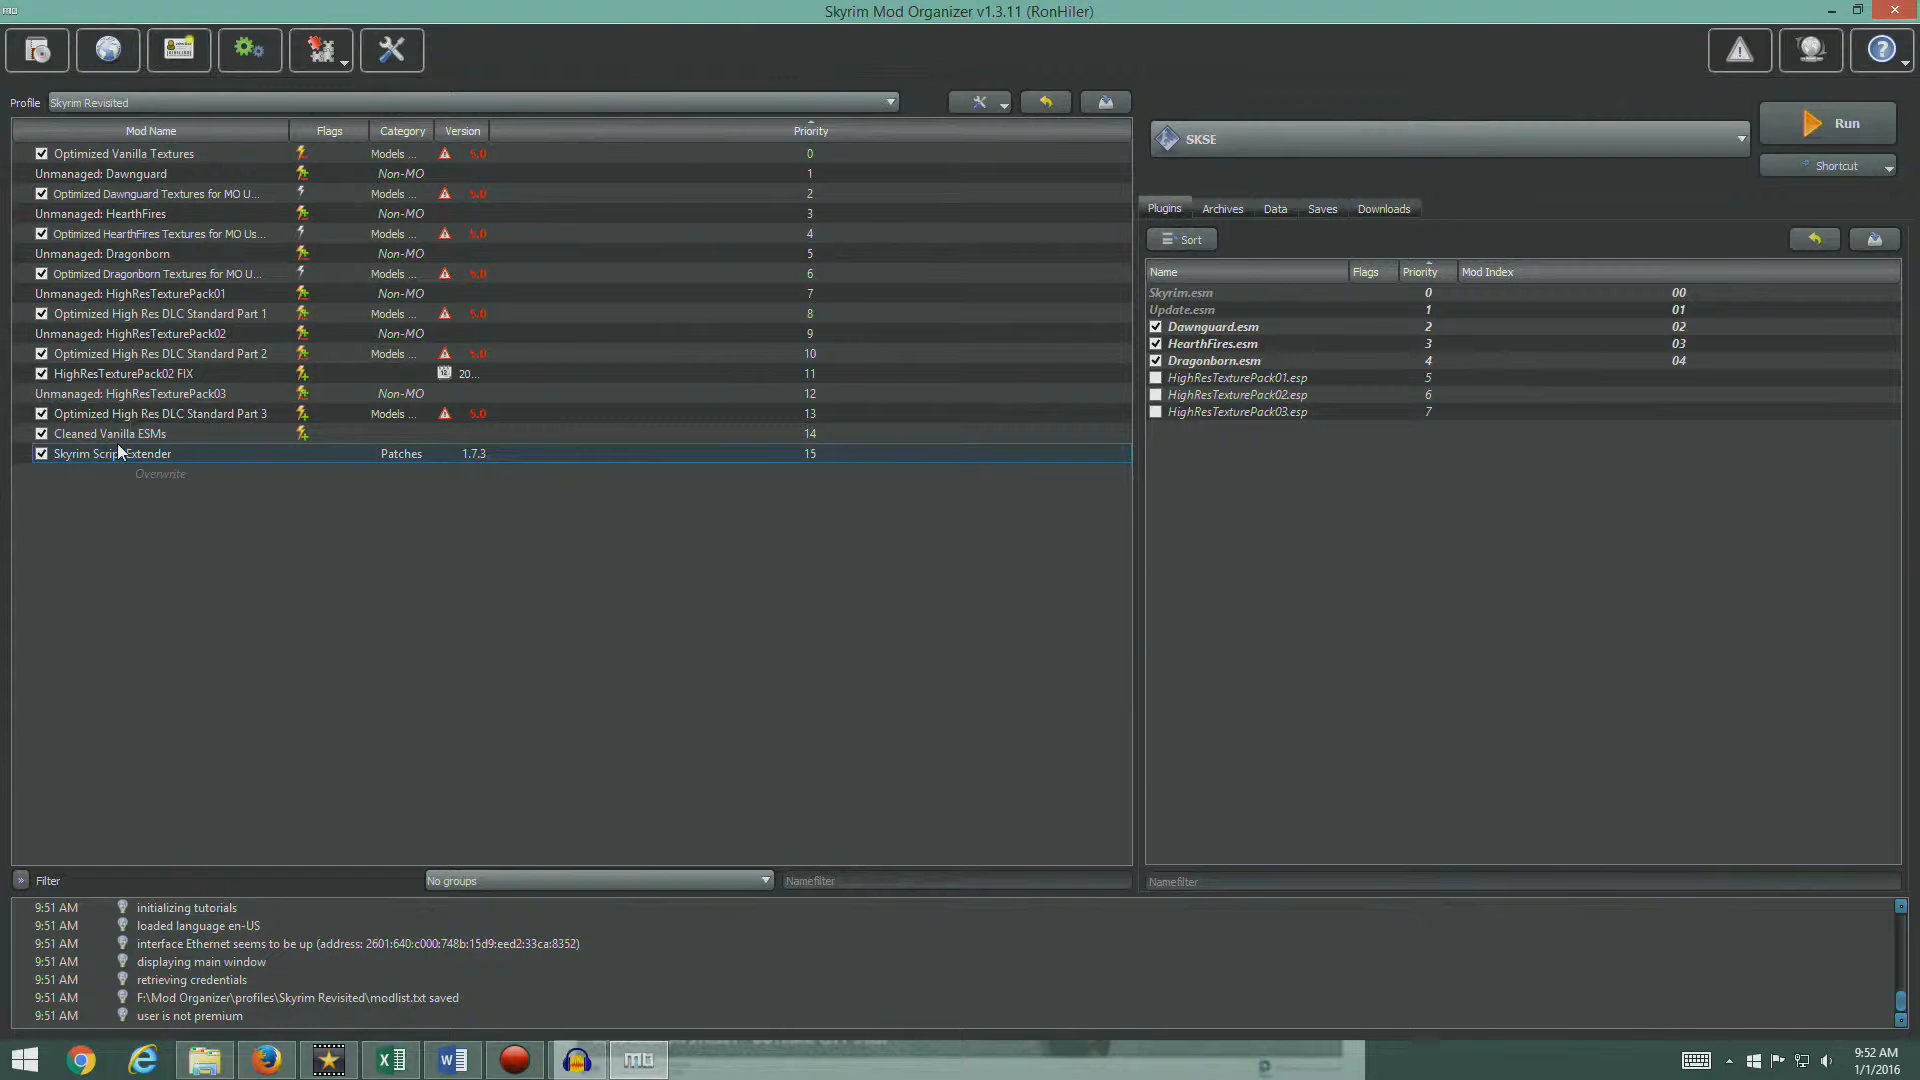 Skyrim Mod Organizer v1.3.11 (RonHiler)
Profile Skyrim Revisited
Mod Name Flags Category Version Priority
Optimized Vanilla Textures Models ... 5.0 0
Unmanaged: Dawnguard Non-MO 1
Optimized Dawnguard Textures for MO U... Models ... 5.0 2
Unmanaged: HearthFires Non-MO 3
Optimized HearthFires Textures for MO Us... Models ... 5.0 4
Unmanaged: Dragonborn Non-MO 5
Optimized Dragonborn Textures for MO U... Models ... 5.0 6
Unmanaged: HighResTexturePack01 Non-MO 7
Optimized High Res DLC Standard Part 1 Models ... 5.0 8
Unmanaged: HighResTexturePack02 Non-MO 9
Optimized High Res DLC Standard Part 2 Models ... 5.0 10
HighResTexturePack02 FIX 20... 11
Unmanaged: HighResTexturePack03 Non-MO 12
Optimized High Res DLC Standard Part 3 Models ... 5.0 13
Cleaned Vanilla ESMs 14
Skyrim Script Extender Patches 1.7.3 15
Overwrite
Filter No groups Namefilter
SKSE
Run
Shortcut
Plugins Archives Data Saves Downloads
Sort
Name Flags Priority Mod Index
Skyrim.esm 0 00
Update.esm 1 01
Dawnguard.esm 2 02
HearthFires.esm 3 03
Dragonborn.esm 4 04
HighResTexturePack01.esp 5
HighResTexturePack02.esp 6
HighResTexturePack03.esp 7
Namefilter
9:51 AM initializing tutorials
9:51 AM loaded language en-US
9:51 AM interface Ethernet seems to be up (address: 2601:640:c000:748b:15d9:eed2:33ca:8352)
9:51 AM displaying main window
9:51 AM retrieving credentials
9:51 AM F:\Mod Organizer\profiles\Skyrim Revisited\modlist.txt saved
9:51 AM user is not premium
9:52 AM
1/1/2016